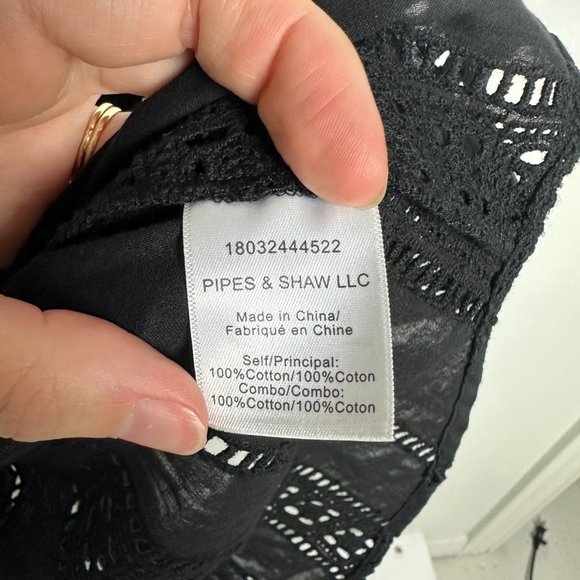 18032444522
PIPES & SHAW LLC
Made in China/
Fabriqué en Chine
Self/Principal:
100%Cotton/100%Coton
Combo/Combo:
100%Cotton/100%Coton